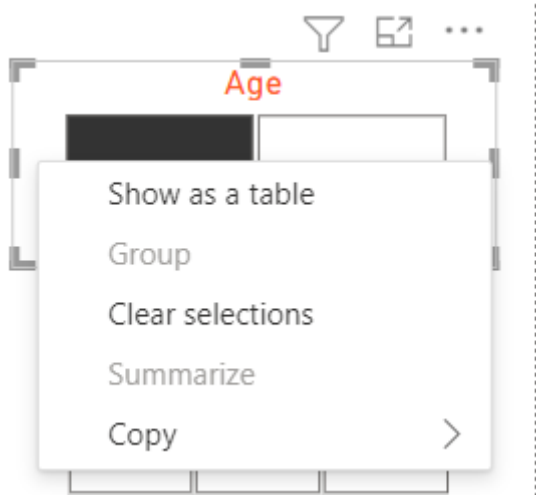 Age
Show as a table
Group
Clear selections
Summarize
Copy